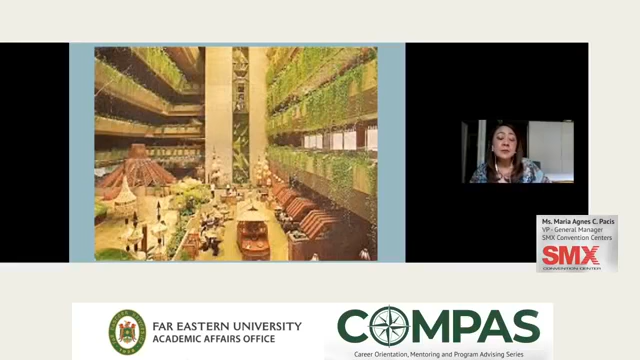 Ms. Maria Agnes C. Pacis
VP - General Manager
SMX Convention Centers
SMX
CONVENTION CENTER
FAR EASTERN UNIVERSITY
ACADEMIC AFFAIRS OFFICE
COMPAS
Career Orientation, Mentoring and Program Advising Series